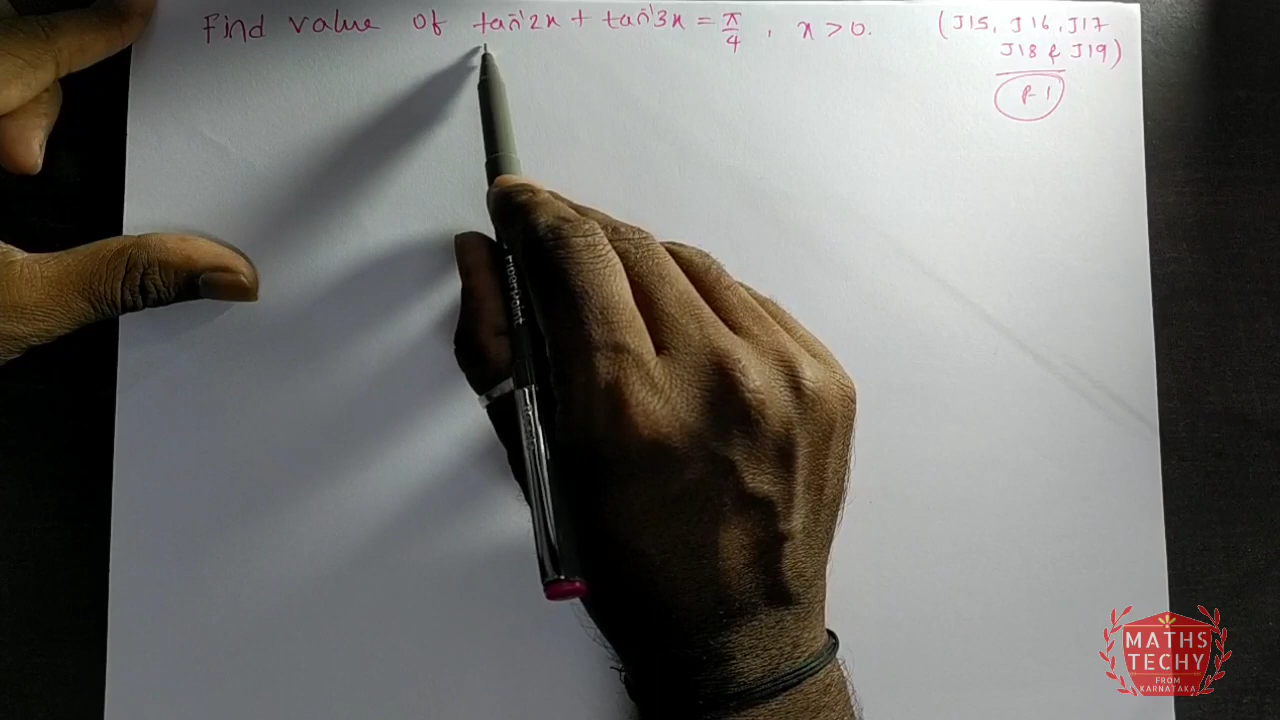 Find value of tan⁻¹2x + tan⁻¹3x = π/4, x > 0. (J15, J16, J17
J18 & J19)
P-1
FiberPoint
MATHS
TECHY
FROM
KARNATAKA